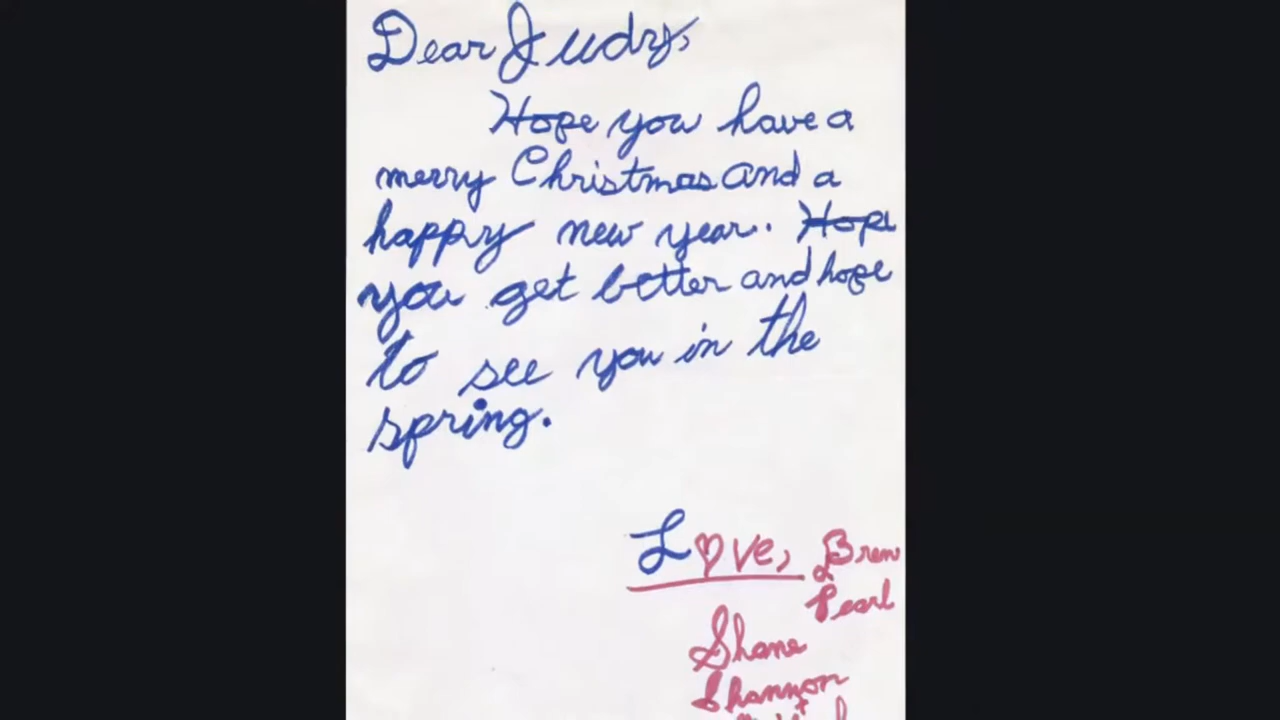 Dear Judy,
Hope you have a
merry Christmas and a
happy new year. Hope
you get better and hope
to see you in the
spring.
Love, Bren
Pearl
Shane
Shannon
+